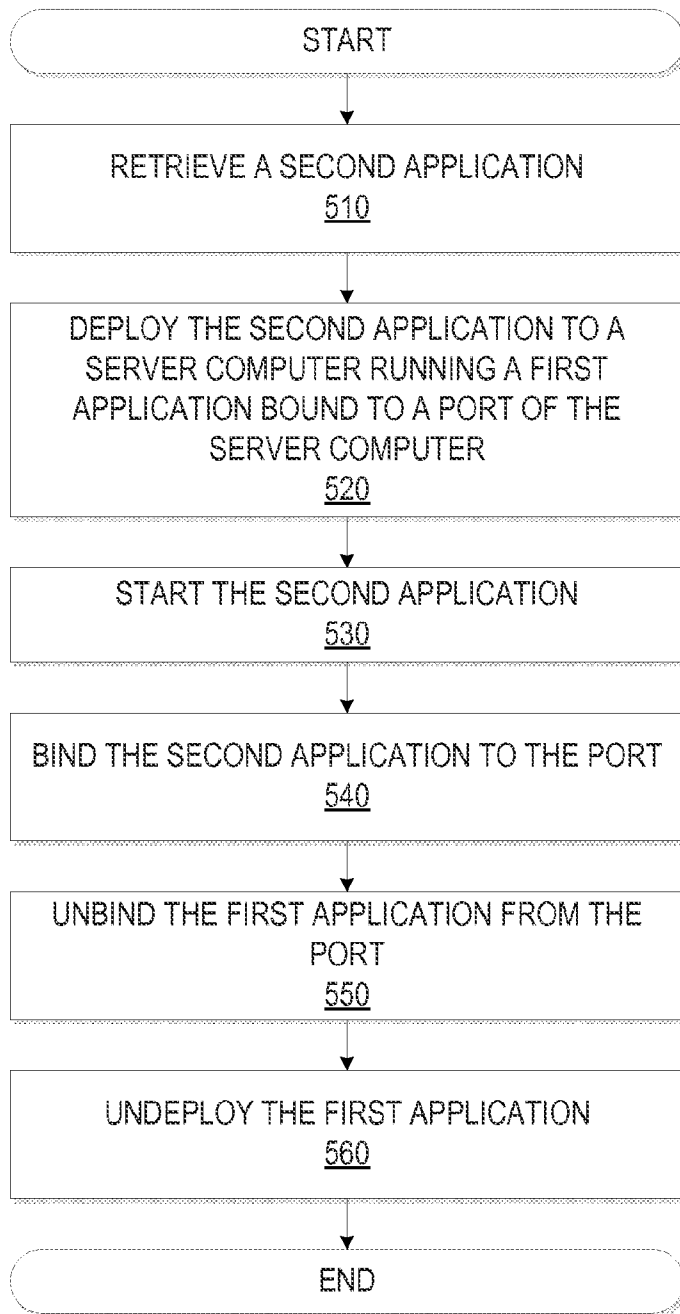 START
RETRIEVE A SECOND APPLICATION
510
DEPLOY THE SECOND APPLICATION TO A
SERVER COMPUTER RUNNING A FIRST
APPLICATION BOUND TO A PORT OF THE
SERVER COMPUTER
520
START THE SECOND APPLICATION
530
BIND THE SECOND APPLICATION TO THE PORT
540
UNBIND THE FIRST APPLICATION FROM THE
PORT
550
UNDEPLOY THE FIRST APPLICATION
560
END